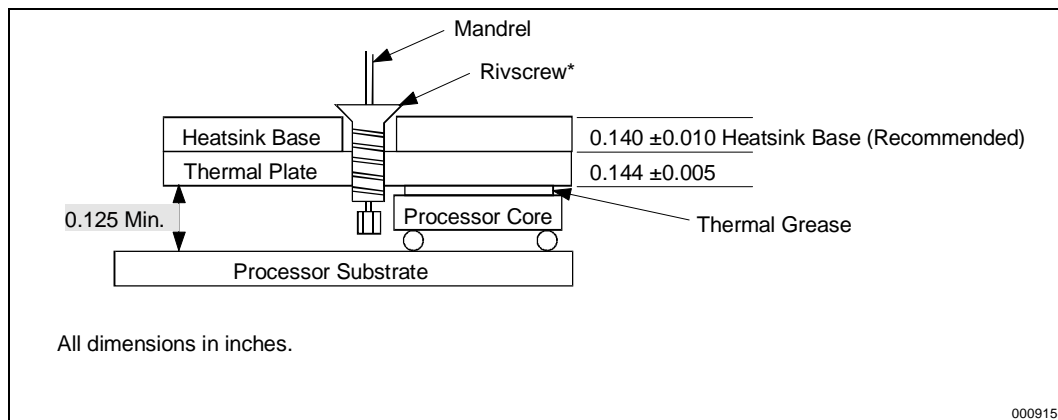 Mandrel
Rivscrew*
Heatsink Base
0.140 ±0.010 Heatsink Base (Recommended)
Thermal Plate
0.144 ±0.005
0.125 Min.
Processor Core
Thermal Grease
Processor Substrate
All dimensions in inches.
000915